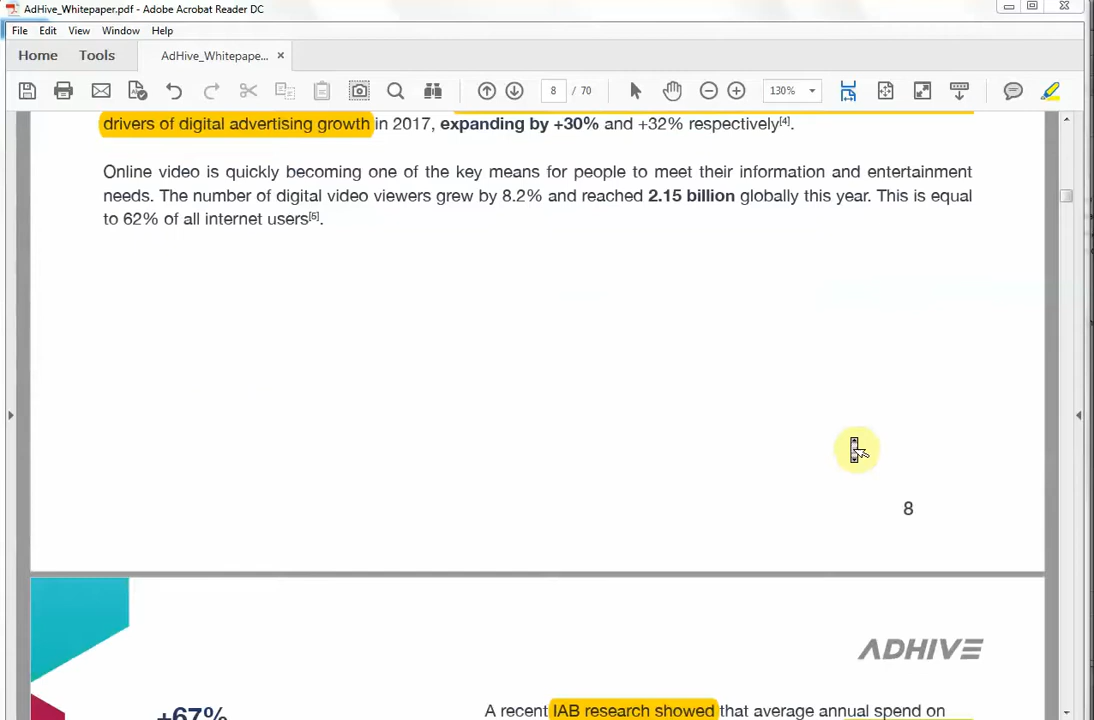 AdHive_Whitepaper.pdf - Adobe Acrobat Reader DC
File Edit View Window Help
Home Tools AdHive_Whitepape... ×
8 / 70 130%
drivers of digital advertising growth in 2017, expanding by +30% and +32% respectively[4].
Online video is quickly becoming one of the key means for people to meet their information and entertainment
needs. The number of digital video viewers grew by 8.2% and reached 2.15 billion globally this year. This is equal
to 62% of all internet users[5].
8
ADHIVE
+67%
A recent IAB research showed that average annual spend on